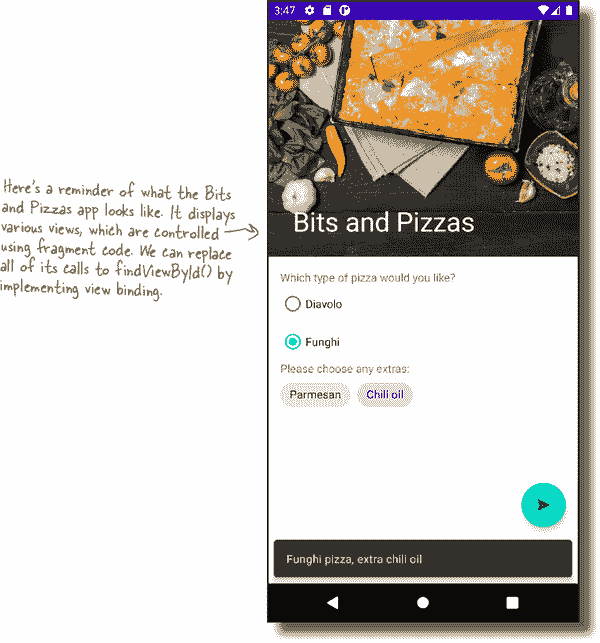 3:47
Here's a reminder of what the Bits
and Pizzas app looks like. It displays
various views, which are controlled
using fragment code. We can replace
all of its calls to findViewById() by
implementing view binding.
Bits and Pizzas
Which type of pizza would you like?
Diavolo
Funghi
Please choose any extras:
Parmesan
Chili oil
Funghi pizza, extra chili oil